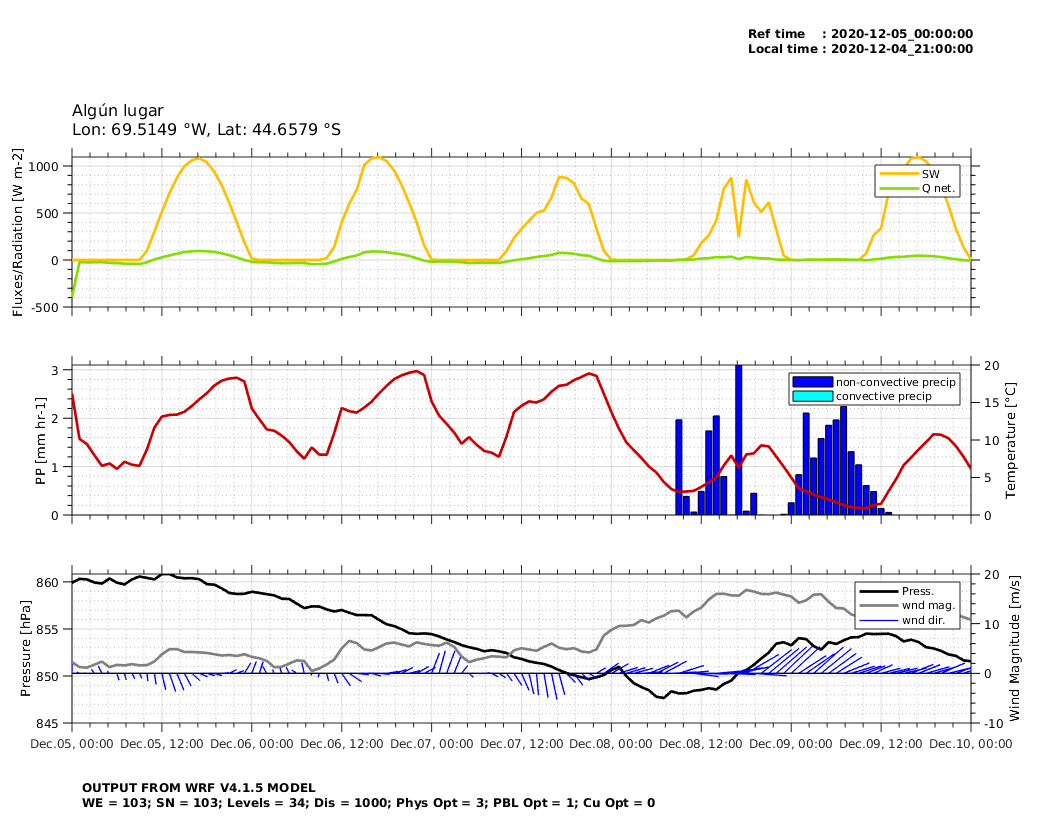 Ref time : 2020-12-05_00:00:00
Local time : 2020-12-04_21:00:00
Algún lugar
Lon: 69.5149 °W, Lat: 44.6579 °S
Fluxes/Radiation [W m-2]
1000
500
0
-500
SW
Q net.
PP [mm hr-1]
3
2
1
0
non-convective precip
convective precip
20
15
10
5
0
Temperature [°C]
Pressure [hPa]
860
855
850
845
Press.
wnd mag.
wnd dir.
20
10
0
-10
Wind Magnitude [m/s]
Dec.05, 00:00 Dec.05, 12:00 Dec.06, 00:00 Dec.06, 12:00 Dec.07, 00:00 Dec.07, 12:00 Dec.08, 00:00 Dec.08, 12:00 Dec.09, 00:00 Dec.09, 12:00 Dec.10, 00:00
OUTPUT FROM WRF V4.1.5 MODEL
WE = 103; SN = 103; Levels = 34; Dis = 1000; Phys Opt = 3; PBL Opt = 1; Cu Opt = 0